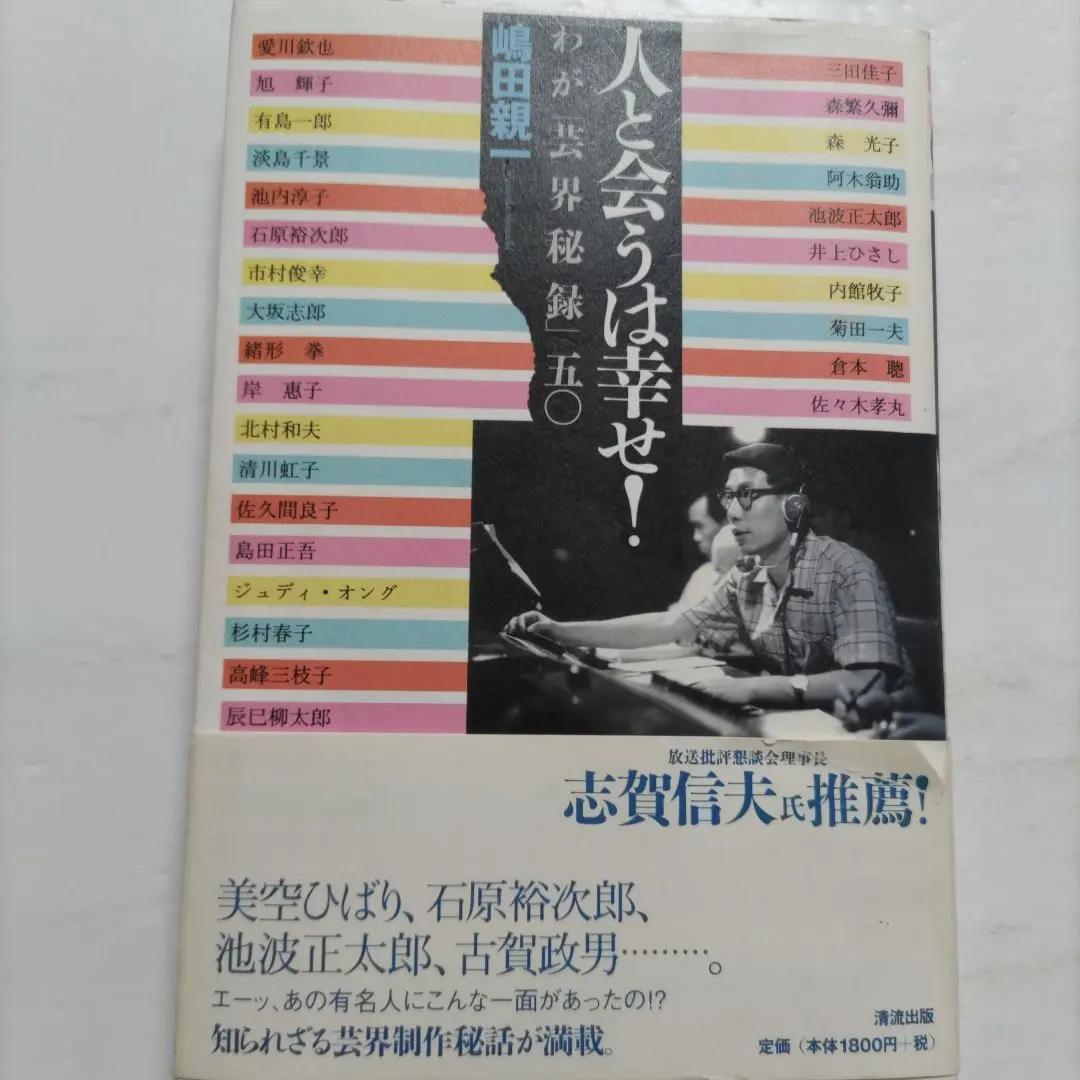 人と会うは幸せ!
わが「芸界秘録」五〇
嶋田親一
三田佳子
森繁久彌
森 光子
阿木翁助
池波正太郎
井上ひさし
内館牧子
菊田一夫
倉本 聰
佐々木孝丸
愛川欽也
旭 輝子
有島一郎
淡島千景
池内淳子
石原裕次郎
市村俊幸
大坂志郎
緒形 拳
岸 惠子
北村和夫
清川虹子
佐久間良子
島田正吾
ジュディ・オング
杉村春子
高峰三枝子
辰巳柳太郎
放送批評懇談会理事長
志賀信夫氏推薦!
美空ひばり、石原裕次郎、
池波正太郎、古賀政男………。
エーッ、あの有名人にこんな一面があったの!?
知られざる芸界制作秘話が満載。
清流出版
定価(本体1800円+税)